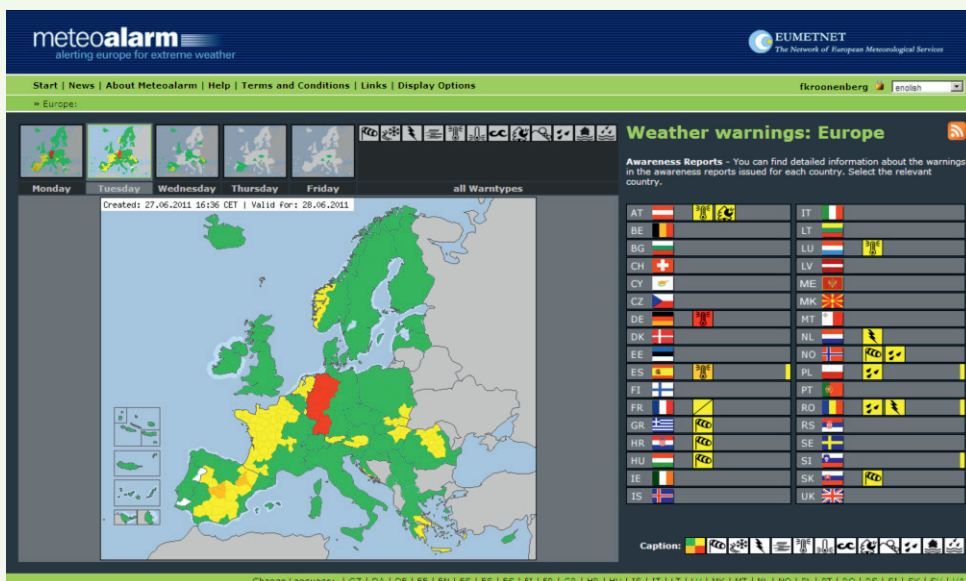 meteoalarm
alerting europe for extreme weather
EUMETNET
The Network of European Meteorological Services
Start | News | About Meteoalarm | Help | Terms and Conditions | Links | Display Options
fkroonenberg
english
» Europe:
Monday
Tuesday
Wednesday
Thursday
Friday
all Warntypes
Created: 27.06.2011 16:36 CET | Valid for: 28.06.2011
Weather warnings: Europe
Awareness Reports - You can find detailed information about the warnings
in the awareness reports issued for each country. Select the relevant
country.
AT
IT
BE
LT
BG
LU
CH
LV
CY
ME
CZ
MK
DE
MT
DK
NL
EE
NO
ES
PL
FI
PT
FR
RO
GR
RS
HR
SE
HU
SI
IE
SK
IS
UK
Caption: